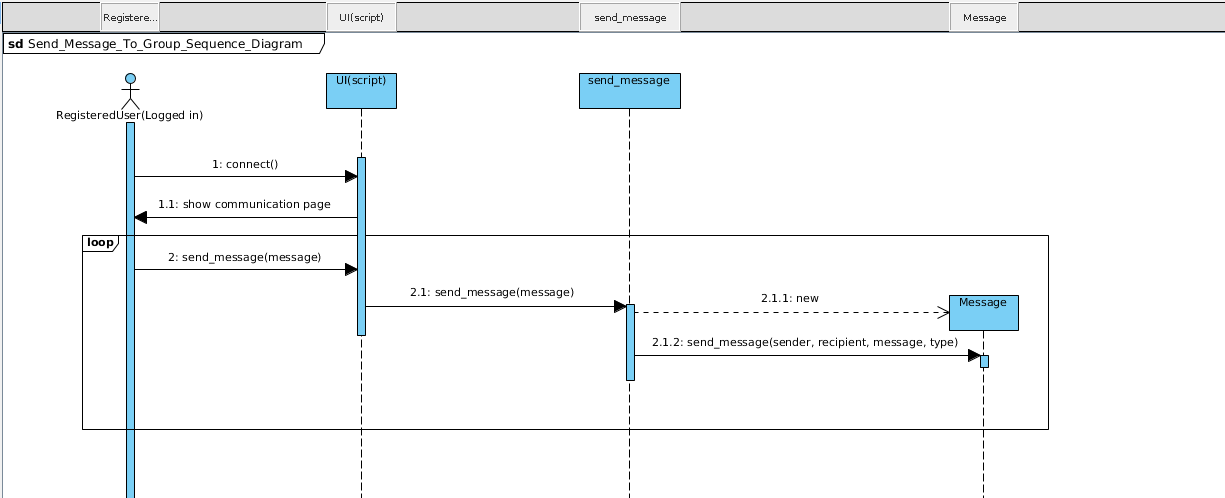 Registere...
UI(script)
send_message
Message
sd Send_Message_To_Group_Sequence_Diagram
UI(script)
send_message
RegisteredUser(Logged in)
1: connect()
1.1: show communication page
loop
2: send_message(message)
2.1: send_message(message)
2.1.1: new
Message
2.1.2: send_message(sender, recipient, message, type)